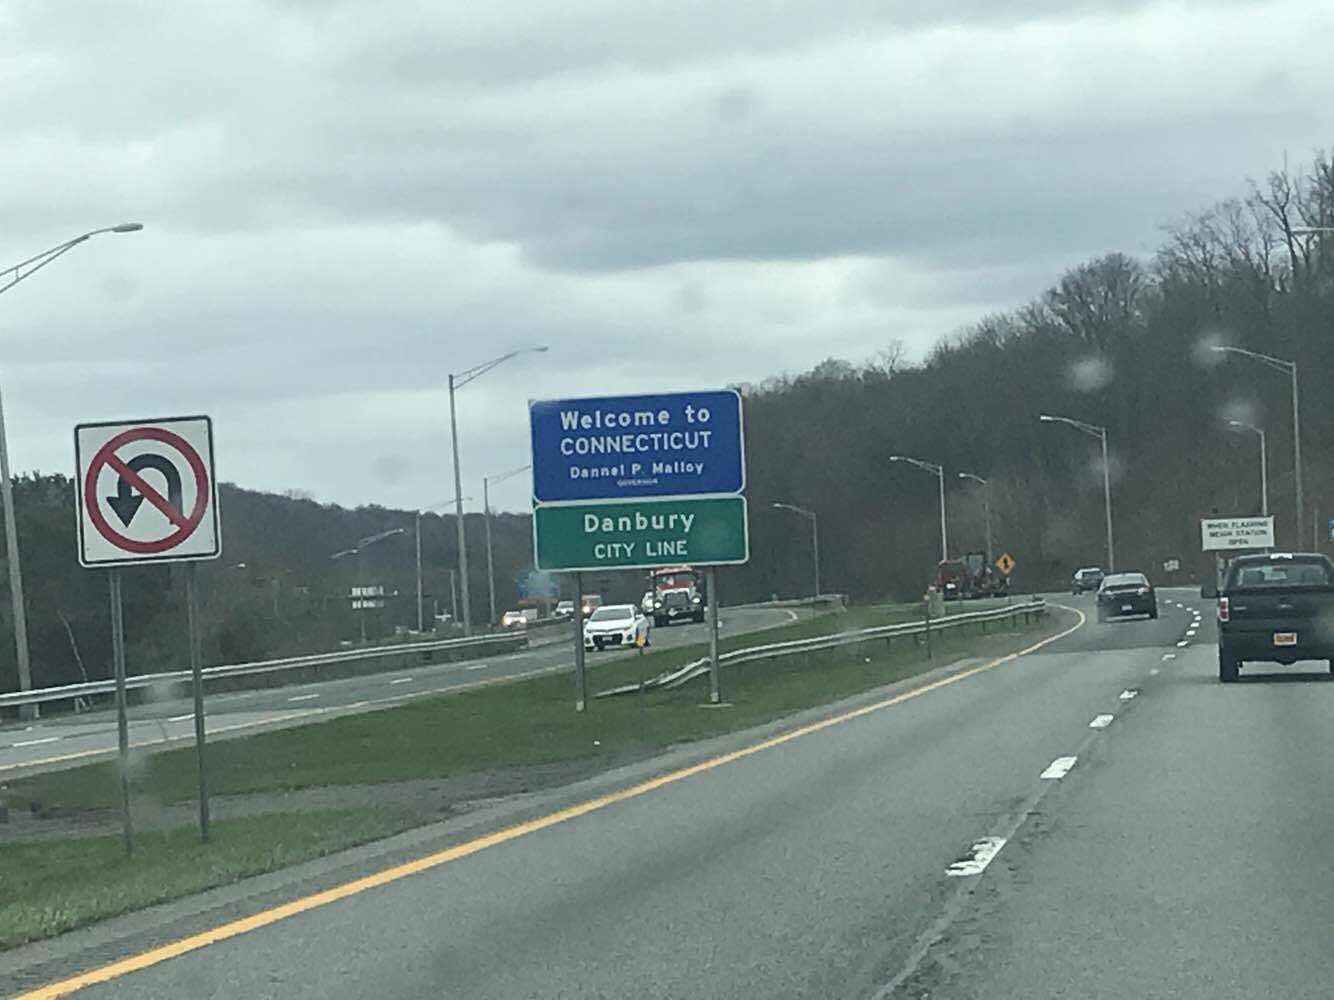 Welcome to
CONNECTICUT
Dannel P. Malloy
GOVERNOR
Danbury
CITY LINE
WHEN FLASHING
WEIGH STATION
OPEN